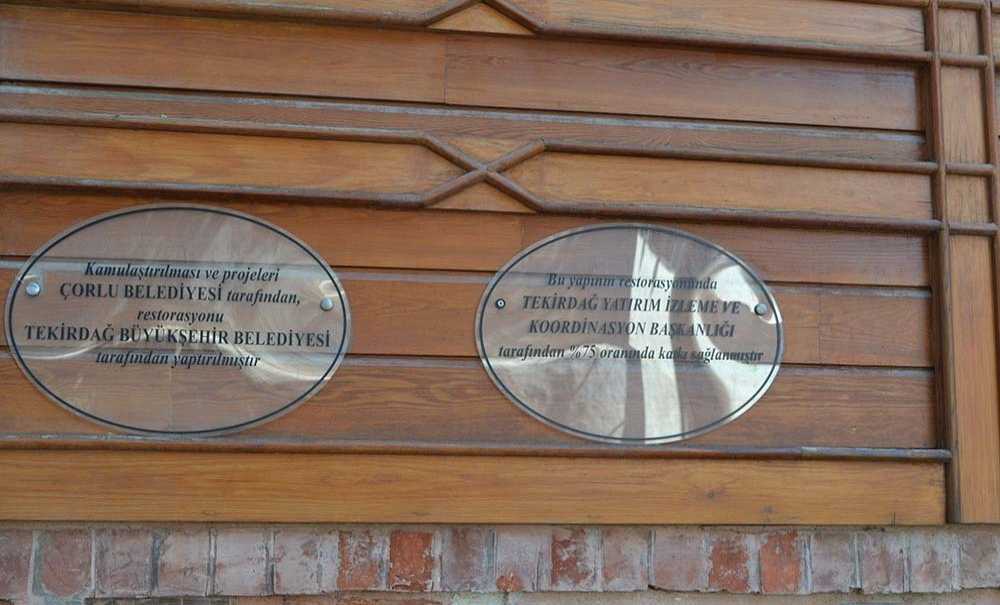 Kamulaştırılması ve projeleri
ÇORLU BELEDİYESİ tarafından,
restorasyonu
TEKİRDAĞ BÜYÜKŞEHİR BELEDİYESİ
tarafından yaptırılmıştır
Bu yapının restorasyonunda
TEKİRDAĞ YATIRIM İZLEME VE
KOORDİNASYON BAŞKANLIĞI
tarafından %75 oranında katkı sağlanmıştır